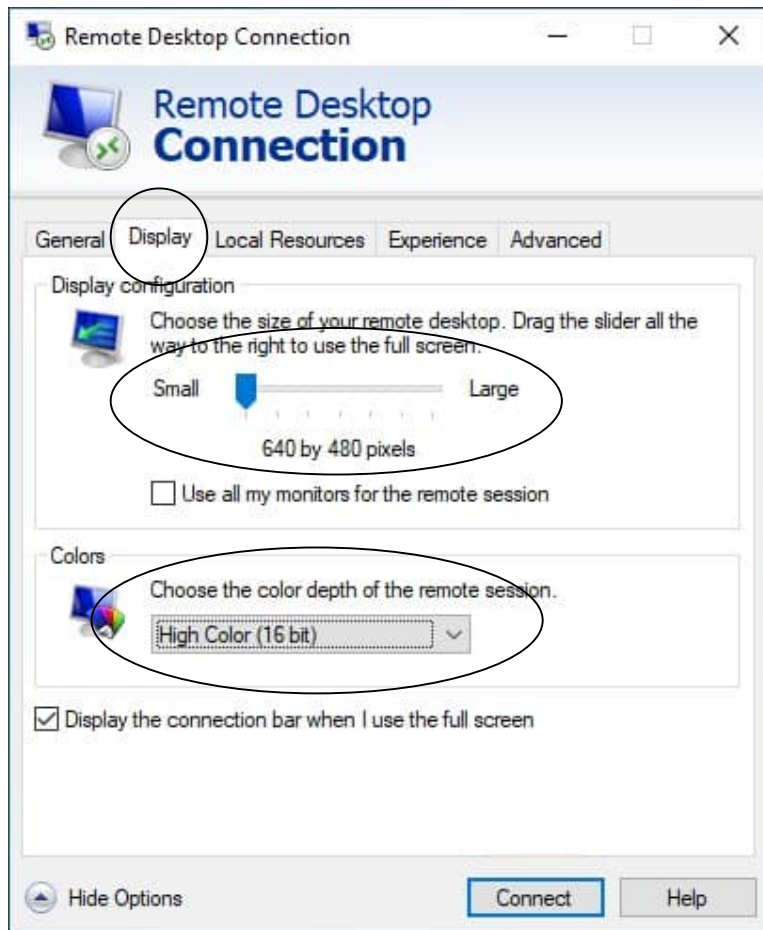 Remote Desktop Connection
Remote Desktop
Connection
General Display Local Resources Experience Advanced
Display configuration
Choose the size of your remote desktop. Drag the slider all the
way to the right to use the full screen.
Small Large
640 by 480 pixels
Use all my monitors for the remote session
Colors
Choose the color depth of the remote session.
High Color (16 bit)
Display the connection bar when I use the full screen
Hide Options Connect Help